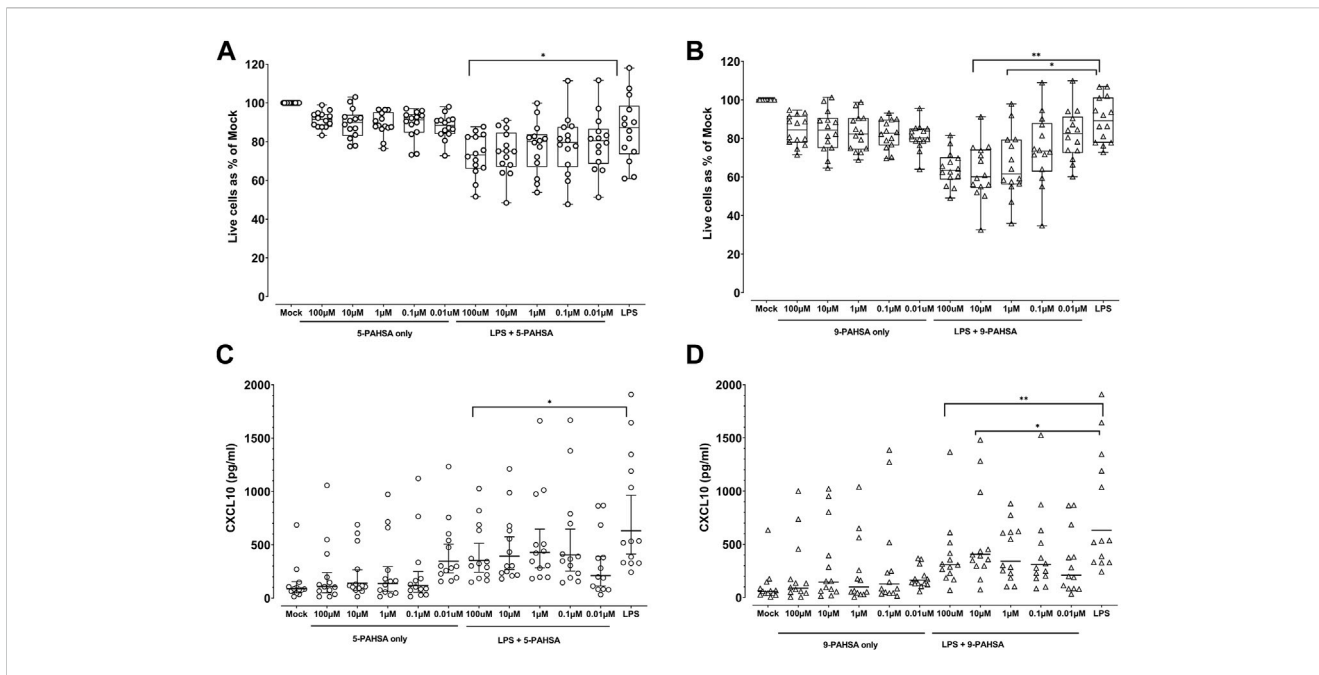 A
Live cells as % of Mock
120
100
80
60
40
20
0
*
Mock 100µM 10µM 1µM 0.1µM 0.01uM 100uM 10µM 1µM 0.1µM 0.01µM LPS
5-PAHSA only LPS + 5-PAHSA
B
Live cells as % of Mock
120
100
80
60
40
20
0
**
*
Mock 100µM 10µM 1µM 0.1µM 0.01uM 100uM 10µM 1µM 0.1µM 0.01µM LPS
9-PAHSA only LPS + 9-PAHSA
C
CXCL10 (pg/ml)
2000
1500
1000
500
0
*
Mock 100µM 10µM 1µM 0.1µM 0.01uM 100uM 10µM 1µM 0.1µM 0.01µM LPS
5-PAHSA only LPS + 5-PAHSA
D
CXCL10 (pg/ml)
2000
1500
1000
500
0
**
*
Mock 100µM 10µM 1µM 0.1µM 0.01uM 100uM 10µM 1µM 0.1µM 0.01µM LPS
9-PAHSA only LPS + 9-PAHSA